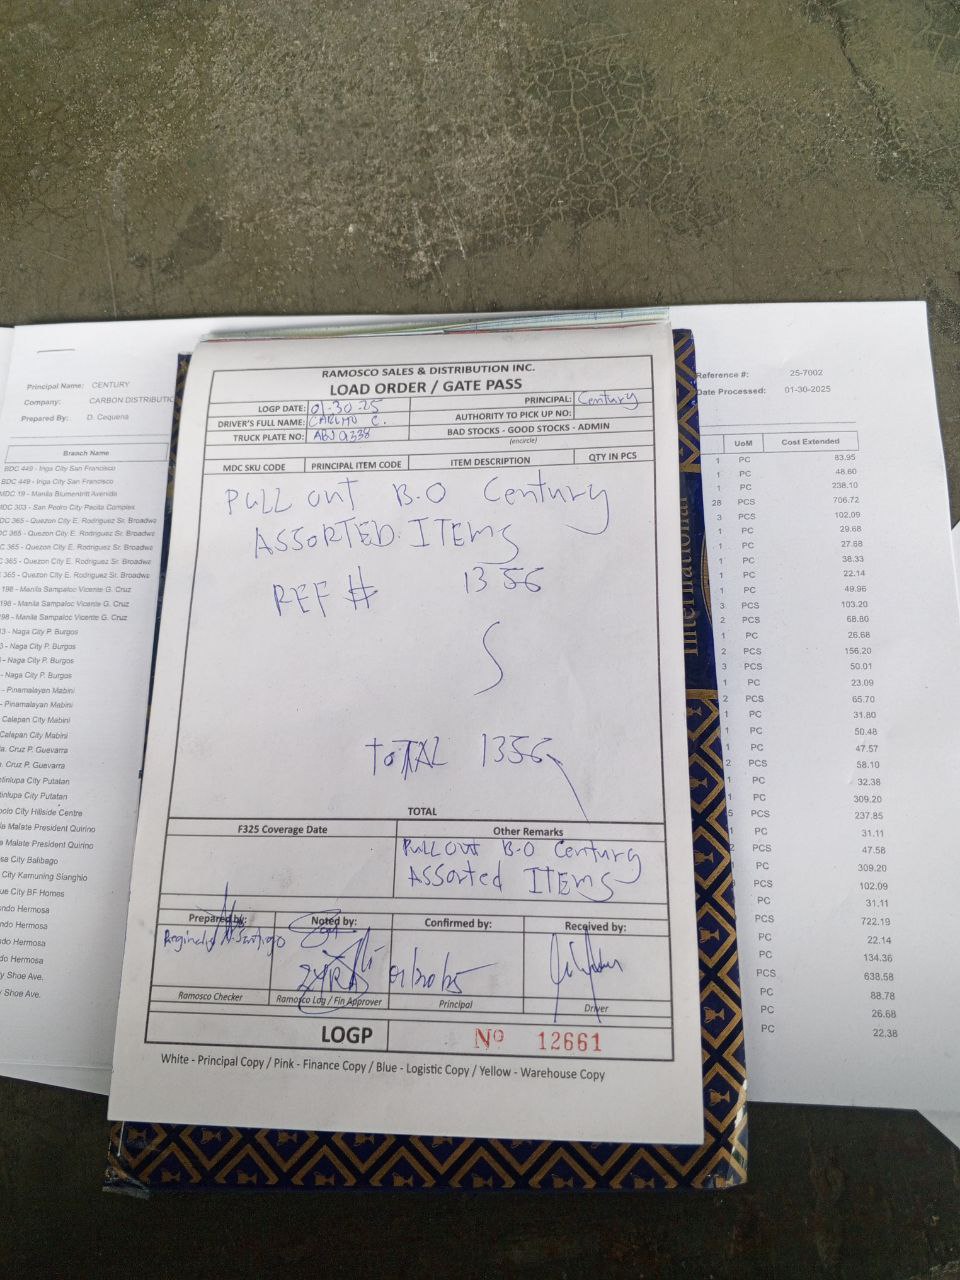 Principal Name: CENTURY
Company: CARBON DISTRIBUTIC
Prepared By: D. Cequena
Branch Name
BDC 449 - Iriga City San Francisco
BDC 449 - Iriga City San Francisco
MDC 19 - Manila Blumentritt Avenida
MDC 303 - San Pedro City Pacita Complex
DC 365 - Quezon City E. Rodriguez Sr. Broadwa
365 - Quezon City E. Rodriguez Sr. Broadwa
C 365 - Quezon City E. Rodriguez Sr. Broadwa
365 - Quezon City E. Rodriguez Sr. Broadwa
365 - Quezon City E. Rodriguez Sr. Broadwa
198 - Manila Sampaloc Vicente G. Cruz
198 - Manila Sampaloc Vicente G. Cruz
198 - Manila Sampaloc Vicente G. Cruz
3 - Naga City P. Burgos
3 - Naga City P. Burgos
- Naga City P. Burgos
- Naga City P. Burgos
- Pinamalayan Mabini
- Pinamalayan Mabini
Calapan City Mabini
Calapan City Mabini
a. Cruz P. Guevarra
. Cruz P. Guevarra
ntinlupa City Putatan
tinlupa City Putatan
polo City Hillside Centre
la Malate President Quirino
a Malate President Quirino
sa City Balibago
City Kamuning Sianghio
ue City BF Homes
ondo Hermosa
ndo Hermosa
do Hermosa
do Hermosa
y Shoe Ave.
Shoe Ave.
RAMOSCO SALES & DISTRIBUTION INC.
LOAD ORDER / GATE PASS
LOGP DATE: 01-30-25
PRINCIPAL: Century
DRIVER'S FULL NAME: CARLITO C.
AUTHORITY TO PICK UP NO:
TRUCK PLATE NO: ABJ 9338
BAD STOCKS - GOOD STOCKS - ADMIN
(encircle)
MDC SKU CODE PRINCIPAL ITEM CODE ITEM DESCRIPTION QTY IN PCS
PULL OUT B.O Century
ASSORTED ITEMS
REF # 1356
TOTAL 1356
TOTAL
F325 Coverage Date
Other Remarks
PULL OUT B-O Century
Assorted ITEMS
Prepared by: Noted by: Confirmed by: Received by:
01/30/25
Ramosco Checker Ramosco Log / Fin Approver Principal Driver
LOGP Nº 12661
White - Principal Copy / Pink - Finance Copy / Blue - Logistic Copy / Yellow - Warehouse Copy
International
Reference #: 25-7002
Date Processed: 01-30-2025
UoM Cost Extended
1 PC 83.95
1 PC 48.60
1 PC 238.10
28 PCS 706.72
3 PCS 102.09
1 PC 29.68
1 PC 27.68
1 PC 38.33
1 PC 22.14
1 PC 49.96
3 PCS 103.20
2 PCS 68.80
1 PC 26.68
2 PCS 156.20
3 PCS 50.01
1 PC 23.09
2 PCS 65.70
1 PC 31.80
1 PC 50.48
1 PC 47.57
2 PCS 58.10
1 PC 32.38
1 PC 309.20
5 PCS 237.85
1 PC 31.11
2 PCS 47.58
PC 309.20
PCS 102.09
PC 31.11
PCS 722.19
PC 22.14
PC 134.36
PCS 638.58
PC 88.78
PC 26.68
PC 22.38